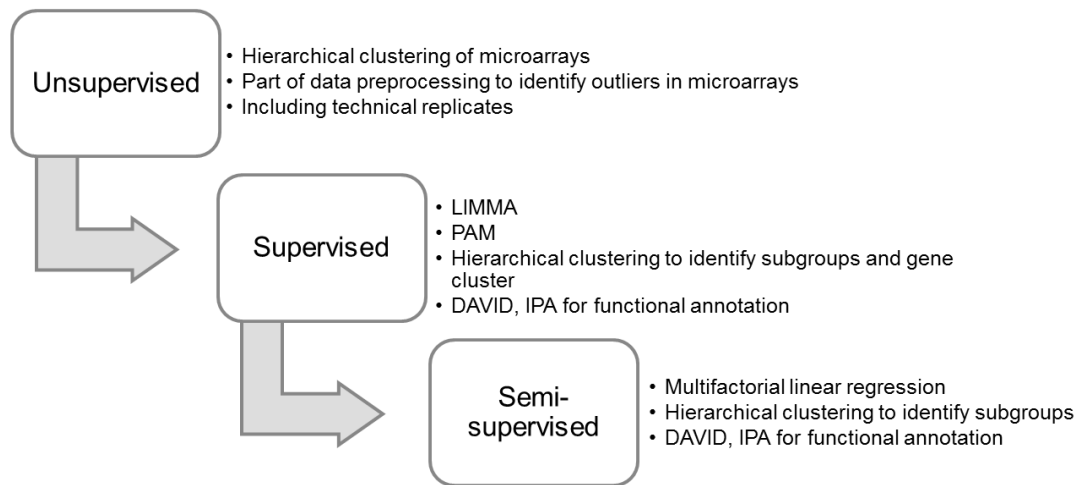 Unsupervised
• Hierarchical clustering of microarrays
• Part of data preprocessing to identify outliers in microarrays
• Including technical replicates
Supervised
• LIMMA
• PAM
• Hierarchical clustering to identify subgroups and gene
cluster
• DAVID, IPA for functional annotation
Semi-
supervised
• Multifactorial linear regression
• Hierarchical clustering to identify subgroups
• DAVID, IPA for functional annotation